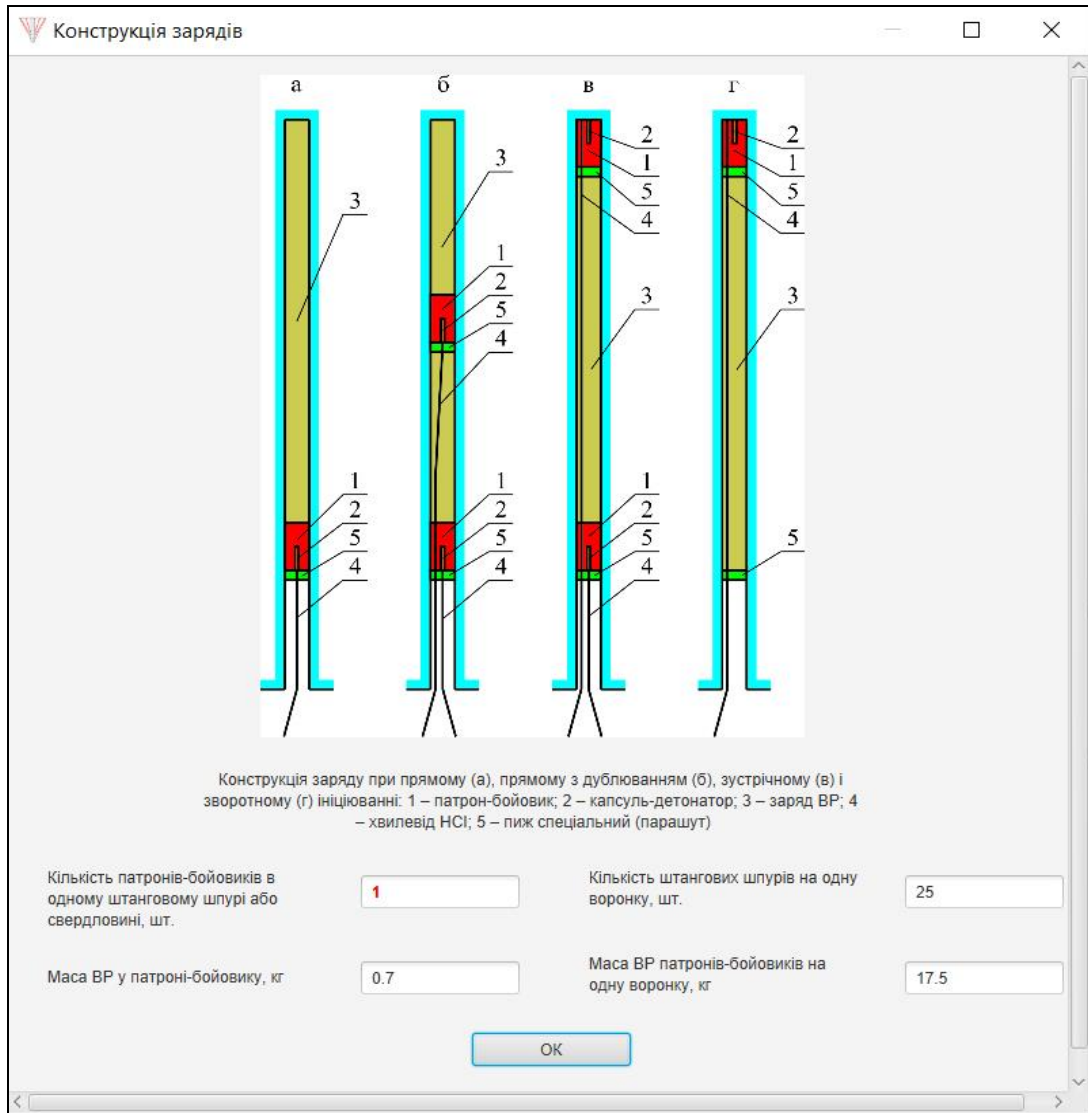 Конструкція зарядів
а б в г
3
1
2
5
4
3
1
2
5
4
1
2
5
4
2
1
5
4
3
1
2
5
4
2
1
5
4
3
5
Конструкція заряду при прямому (а), прямому з дублюванням (б), зустрічному (в) і
зворотному (г) ініціюванні: 1 – патрон-бойовик; 2 – капсуль-детонатор; 3 – заряд ВР; 4
– хвилевід НСІ; 5 – пиж спеціальний (парашут)
Кількість патронів-бойовиків в
одному штанговому шпурі або
свердловині, шт.
1
Кількість штангових шпурів на одну
воронку, шт.
25
Маса ВР у патроні-бойовику, кг
0.7
Маса ВР патронів-бойовиків на
одну воронку, кг
17.5
ОК